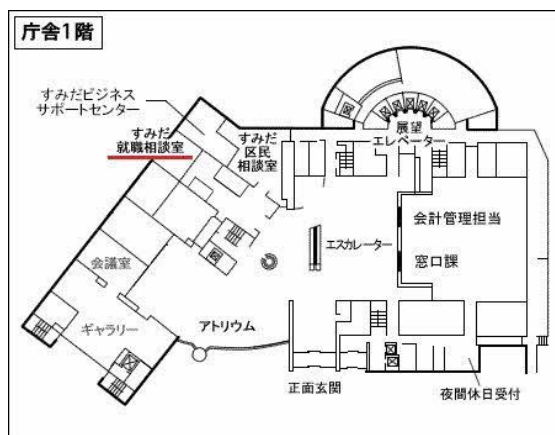 庁舎1階
すみだビジネス
サポートセンター
すみだ
就職相談室
すみだ
区民
相談室
展望
エレベーター
会計管理担当
エスカレーター
窓口課
会議室
アトリウム
ギャラリー
正面玄関
夜間休日受付